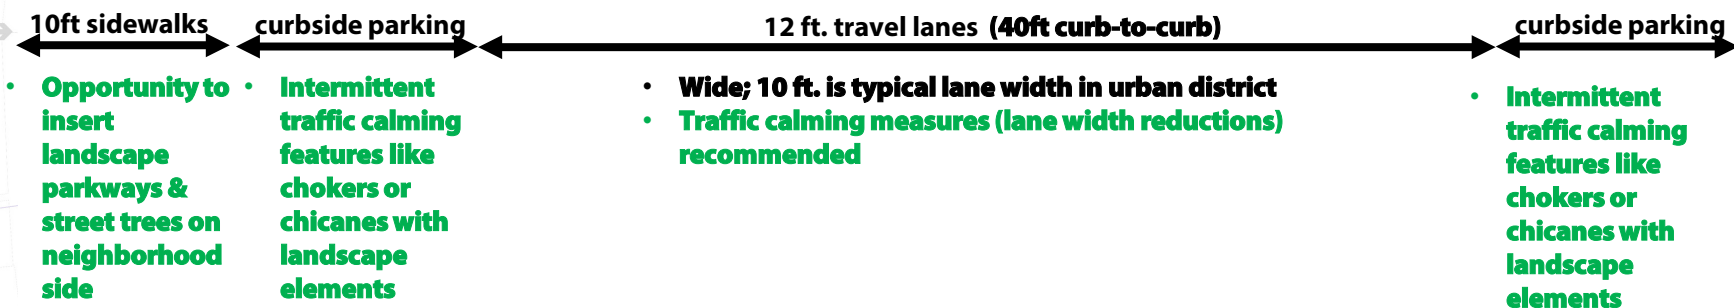 10ft sidewalks
• Opportunity to
insert
landscape
parkways &
street trees on
neighborhood
side
curbside parking
• Intermittent
traffic calming
features like
chokers or
chicanes with
landscape
elements
12 ft. travel lanes (40ft curb-to-curb)
• Wide; 10 ft. is typical lane width in urban district
• Traffic calming measures (lane width reductions)
recommended
curbside parking
• Intermittent
traffic calming
features like
chokers or
chicanes with
landscape
elements